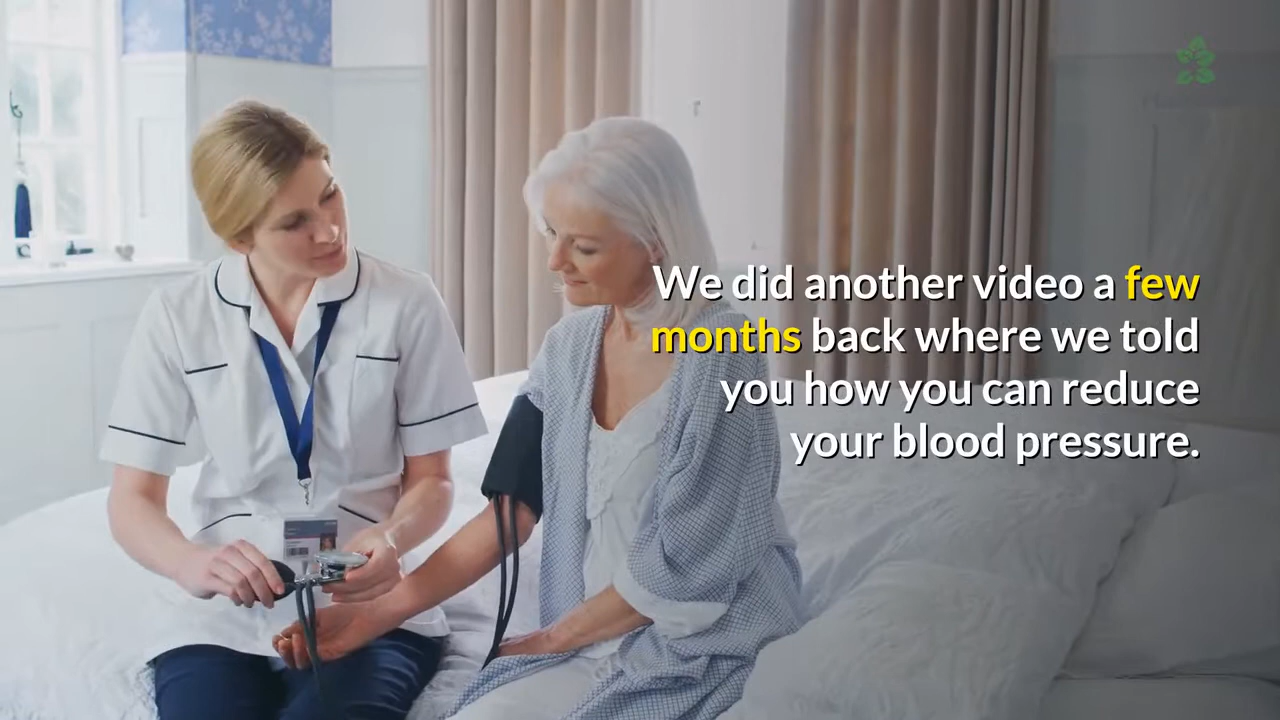 We did another video a few
months back where we told
you how you can reduce
your blood pressure.